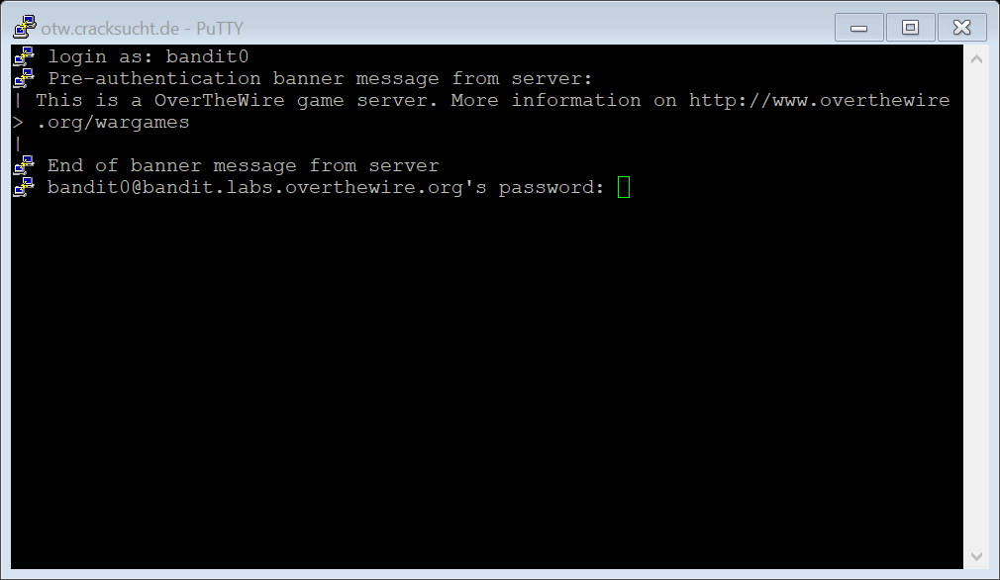 otw.cracksucht.de - PuTTY
login as: bandit0
Pre-authentication banner message from server:
| This is a OverTheWire game server. More information on http://www.overthewire
> .org/wargames
|
End of banner message from server
bandit0@bandit.labs.overthewire.org's password: